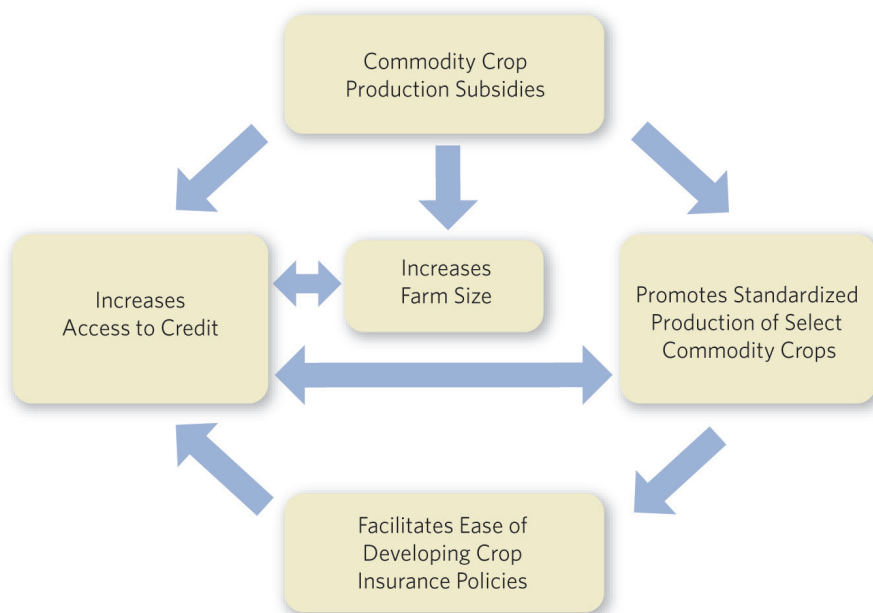 Commodity Crop
Production Subsidies
Increases
Access to Credit
Increases
Farm Size
Promotes Standardized
Production of Select
Commodity Crops
Facilitates Ease of
Developing Crop
Insurance Policies